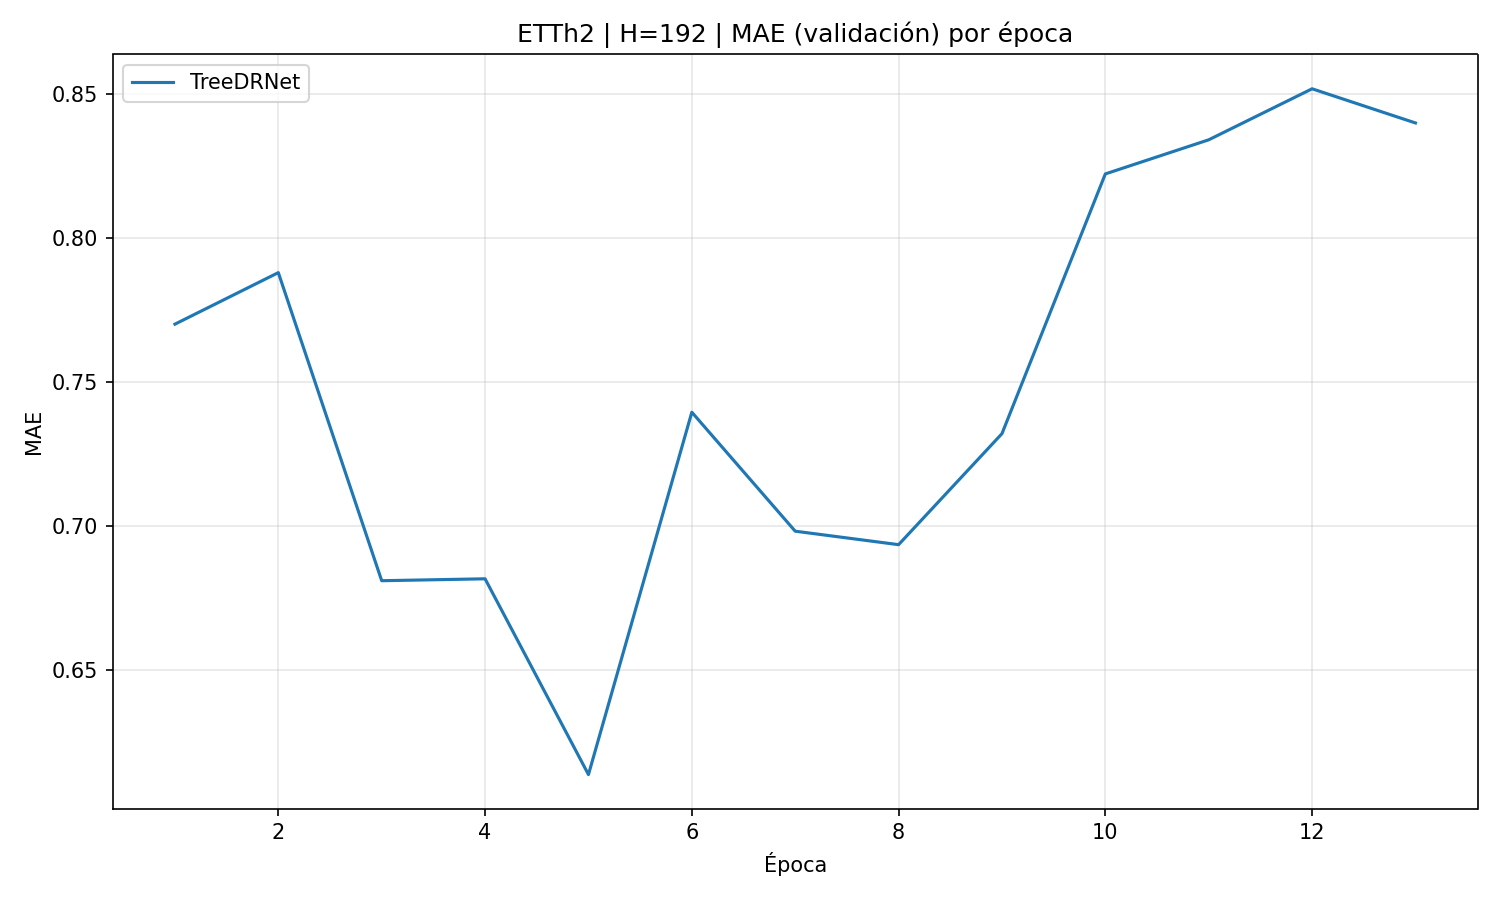 ETTh2 | H=192 | MAE (validación) por época
TreeDRNet
0.85
0.80
0.75
0.70
0.65
MAE
2 4 6 8 10 12
Época